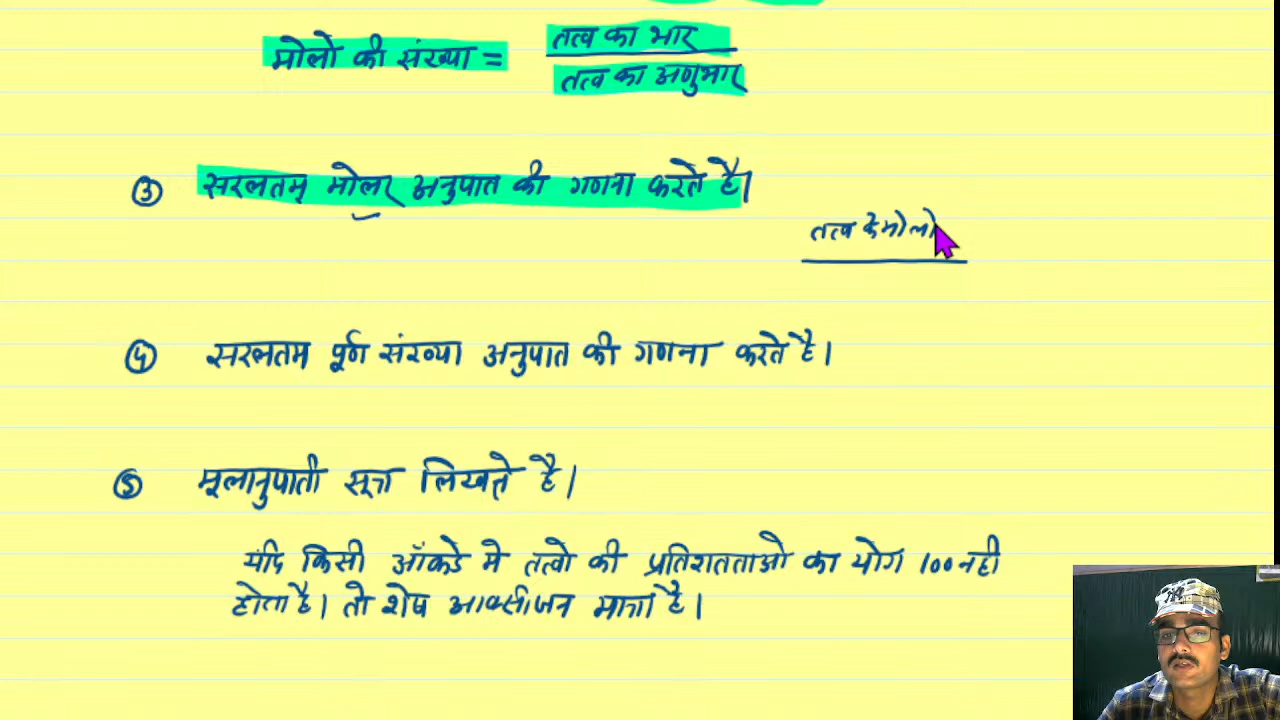 मोलो की संख्या =
तत्व का भार
तत्व का अणुभार
③ सरलतम् मोलर अनुपात की गणना करते है।
तत्व के मोलो
④ सरलतम पूर्ण संख्या अनुपात की गणना करते है।
⑤ मूलानुपाती सूत्र लिखते है।
यदि किसी आँकडे मे तत्वो की प्रतिशतताओ का योग 100 नही
होता है। तो शेष आक्सीजन मात्रा है।